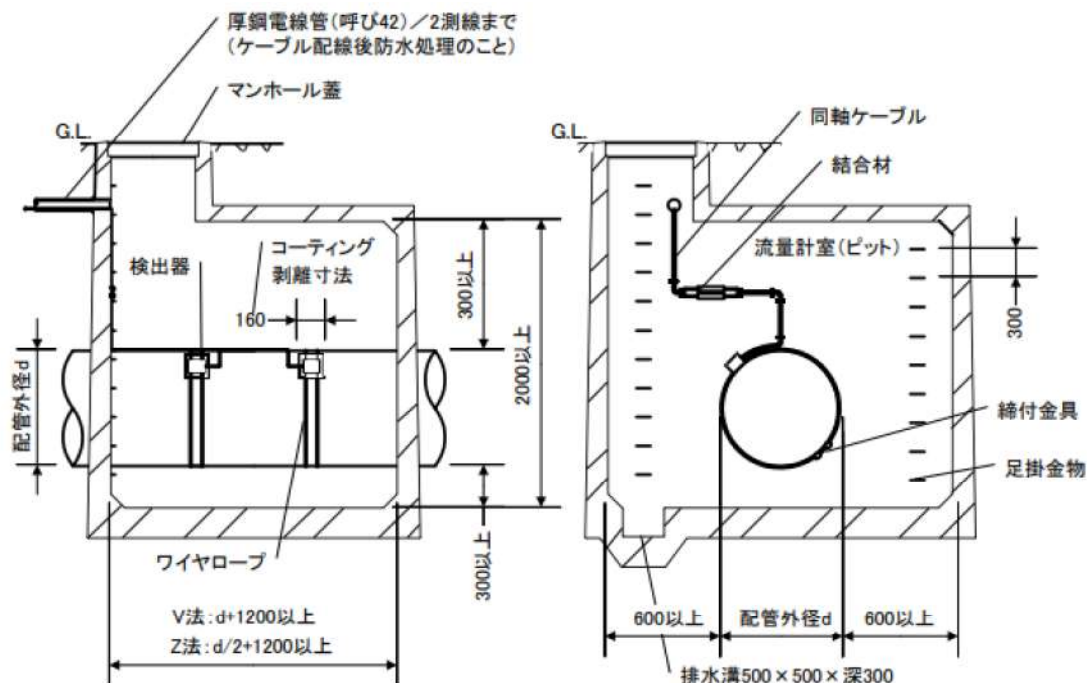 厚鋼電線管(呼び42)/2測線まで
(ケーブル配線後防水処理のこと)
マンホール蓋
G.L.
検出器
コーティング
剥離寸法
160
300以上
2000以上
配管外径d
300以上
ワイヤロープ
V法:d+1200以上
Z法:d/2+1200以上
G.L.
同軸ケーブル
結合材
流量計室(ピット)
300
締付金具
足掛金物
600以上
配管外径d
600以上
排水溝500×500×深300